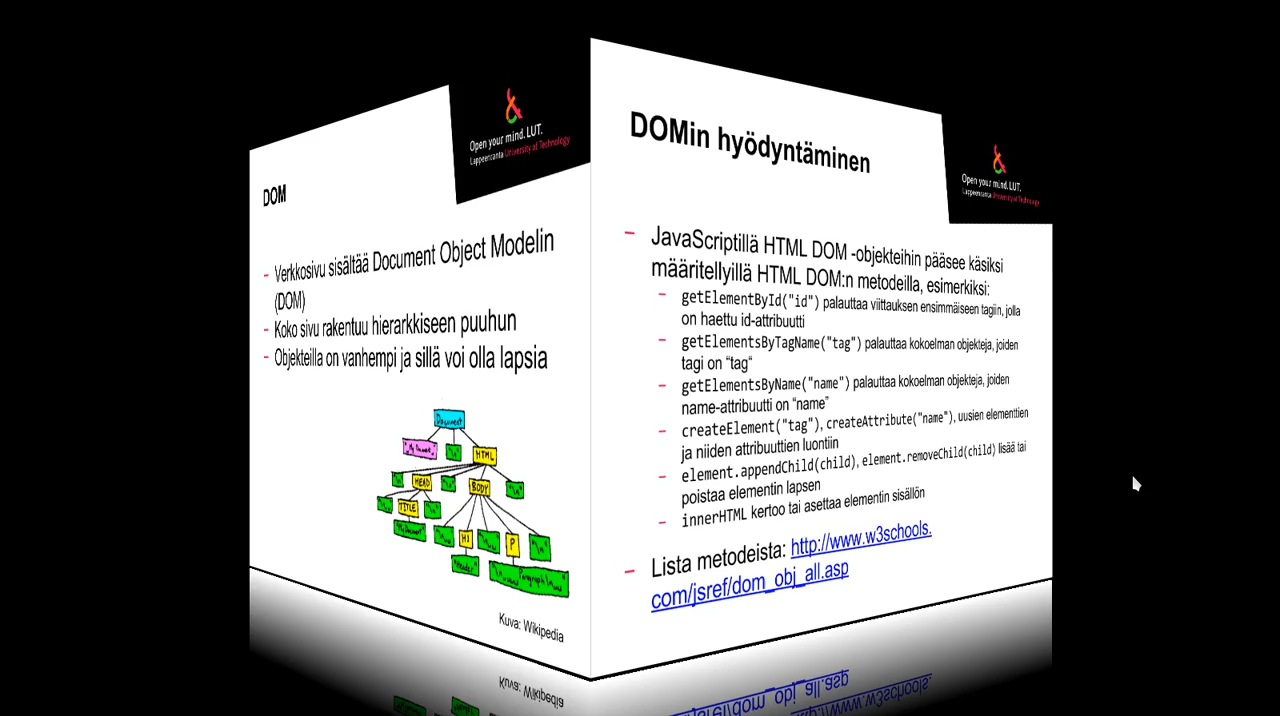 Open your mind. LUT.
Lappeenranta University of Technology
DOM
– Verkkosivu sisältää Document Object Modelin
(DOM)
– Koko sivu rakentuu hierarkkiseen puuhun
– Objekteilla on vanhempi ja sillä voi olla lapsia
Document
"\n"
HTML
"\n"
HEAD
"\n"
BODY
"\n"
TITLE
H1
P
"\n"
"My Document"
"Header"
Kuva: Wikipedia
Open your mind. LUT.
Lappeenranta University of Technology
DOMin hyödyntäminen
– JavaScriptillä HTML DOM -objekteihin pääsee käsiksi
määritellyillä HTML DOM:n metodeilla, esimerkiksi:
– getElementById("id") palauttaa viittauksen ensimmäiseen tagiin, jolla
on haettu id-attribuutti
– getElementsByTagName("tag") palauttaa kokoelman objekteja, joiden
tagi on “tag“
– getElementsByName("name") palauttaa kokoelman objekteja, joiden
name-attribuutti on “name”
– createElement("tag"), createAttribute("name"), uusien elementtien
ja niiden attribuuttien luontiin
– element.appendChild(child), element.removeChild(child) lisää tai
poistaa elementin lapsen
– innerHTML kertoo tai asettaa elementin sisällön
– Lista metodeista: http://www.w3schools.
com/jsref/dom_obj_all.asp